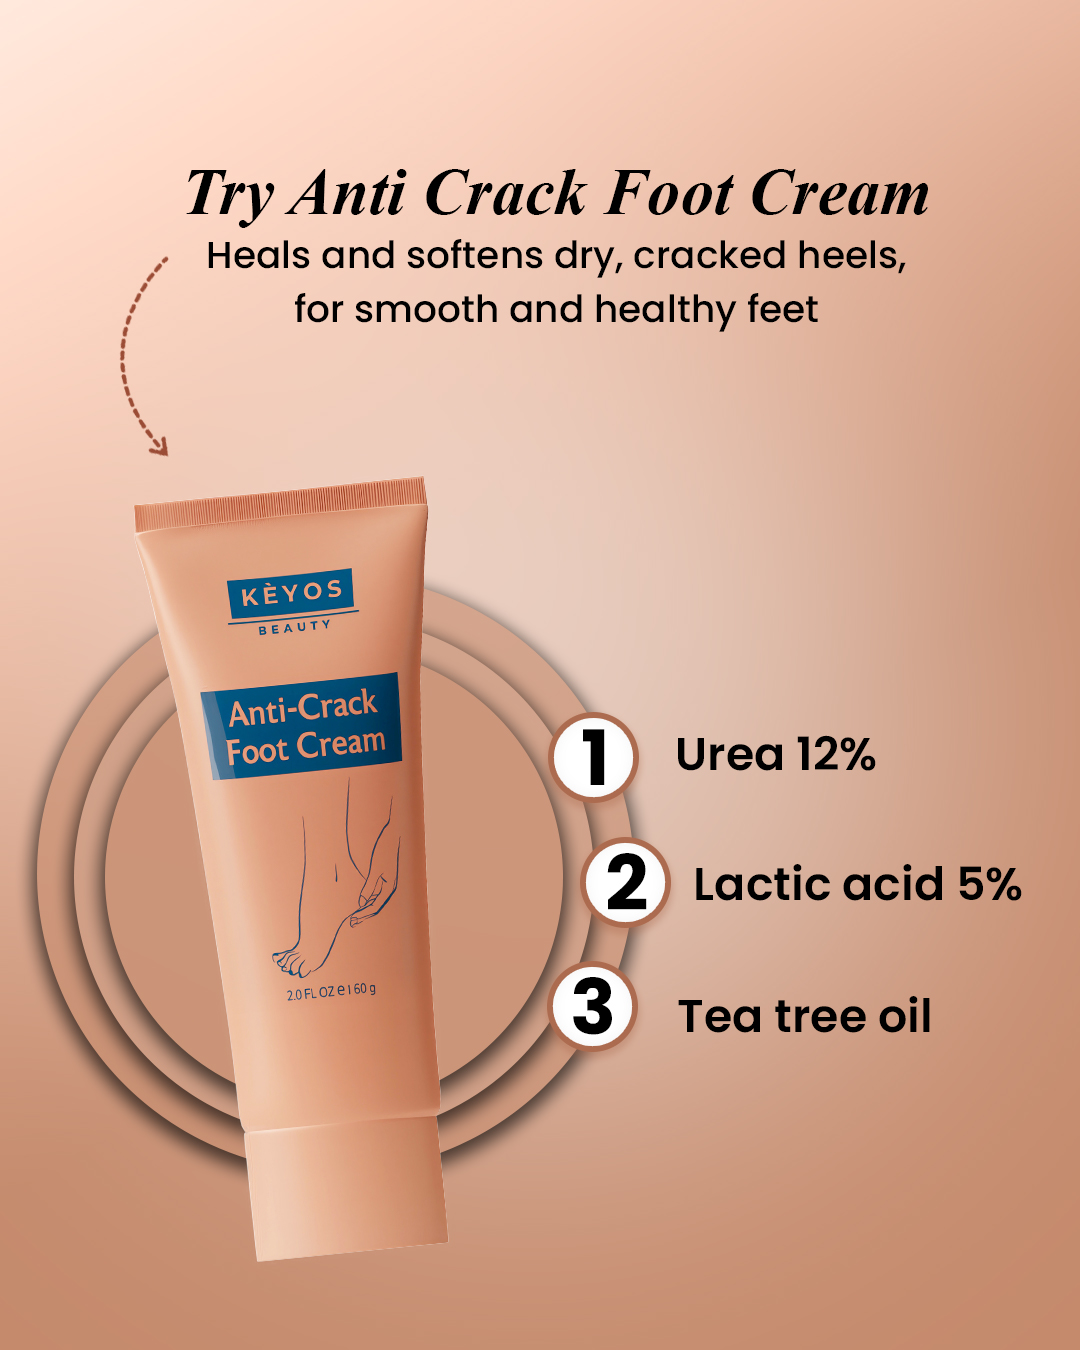 Try Anti Crack Foot Cream
Heals and softens dry, cracked heels,
for smooth and healthy feet
KÈYOS
BEAUTY
Anti-Crack
Foot Cream
2.0 FL OZ e 60 g
1 Urea 12%
2 Lactic acid 5%
3 Tea tree oil